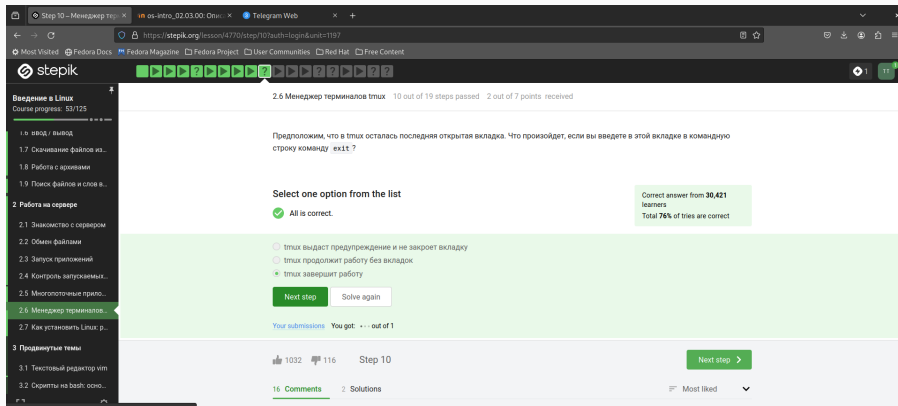 Step 10 – Менеджер тер
os-intro_02.03.00: Опис
Telegram Web
https://stepik.org/lesson/4770/step/10?auth=login&unit=1197
Most Visited Fedora Docs Fedora Magazine Fedora Project User Communities Red Hat Free Content
stepik
1
TT
Введение в Linux
Course progress: 53/125
2.6 Менеджер терминалов tmux 10 out of 19 steps passed 2 out of 7 points received
1.6 Ввод / вывод
1.7 Скачивание файлов из...
1.8 Работа с архивами
1.9 Поиск файлов и слов в...
2 Работа на сервере
2.1 Знакомство с сервером
2.2 Обмен файлами
2.3 Запуск приложений
2.4 Контроль запускаемых...
2.5 Многопоточные прило...
2.6 Менеджер терминалов...
2.7 Как установить Linux: р...
3 Продвинутые темы
3.1 Текстовый редактор vim
3.2 Скрипты на bash: осно...
Предположим, что в tmux осталась последняя открытая вкладка. Что произойдет, если вы введете в этой вкладке в командную
строку команду exit ?
Select one option from the list
All is correct.
Correct answer from 30,421
learners
Total 76% of tries are correct
tmux выдаст предупреждение и не закроет вкладку
tmux продолжит работу без вкладок
tmux завершит работу
Next step Solve again
Your submissions You got: out of 1
1032 116 Step 10 Next step
16 Comments 2 Solutions Most liked